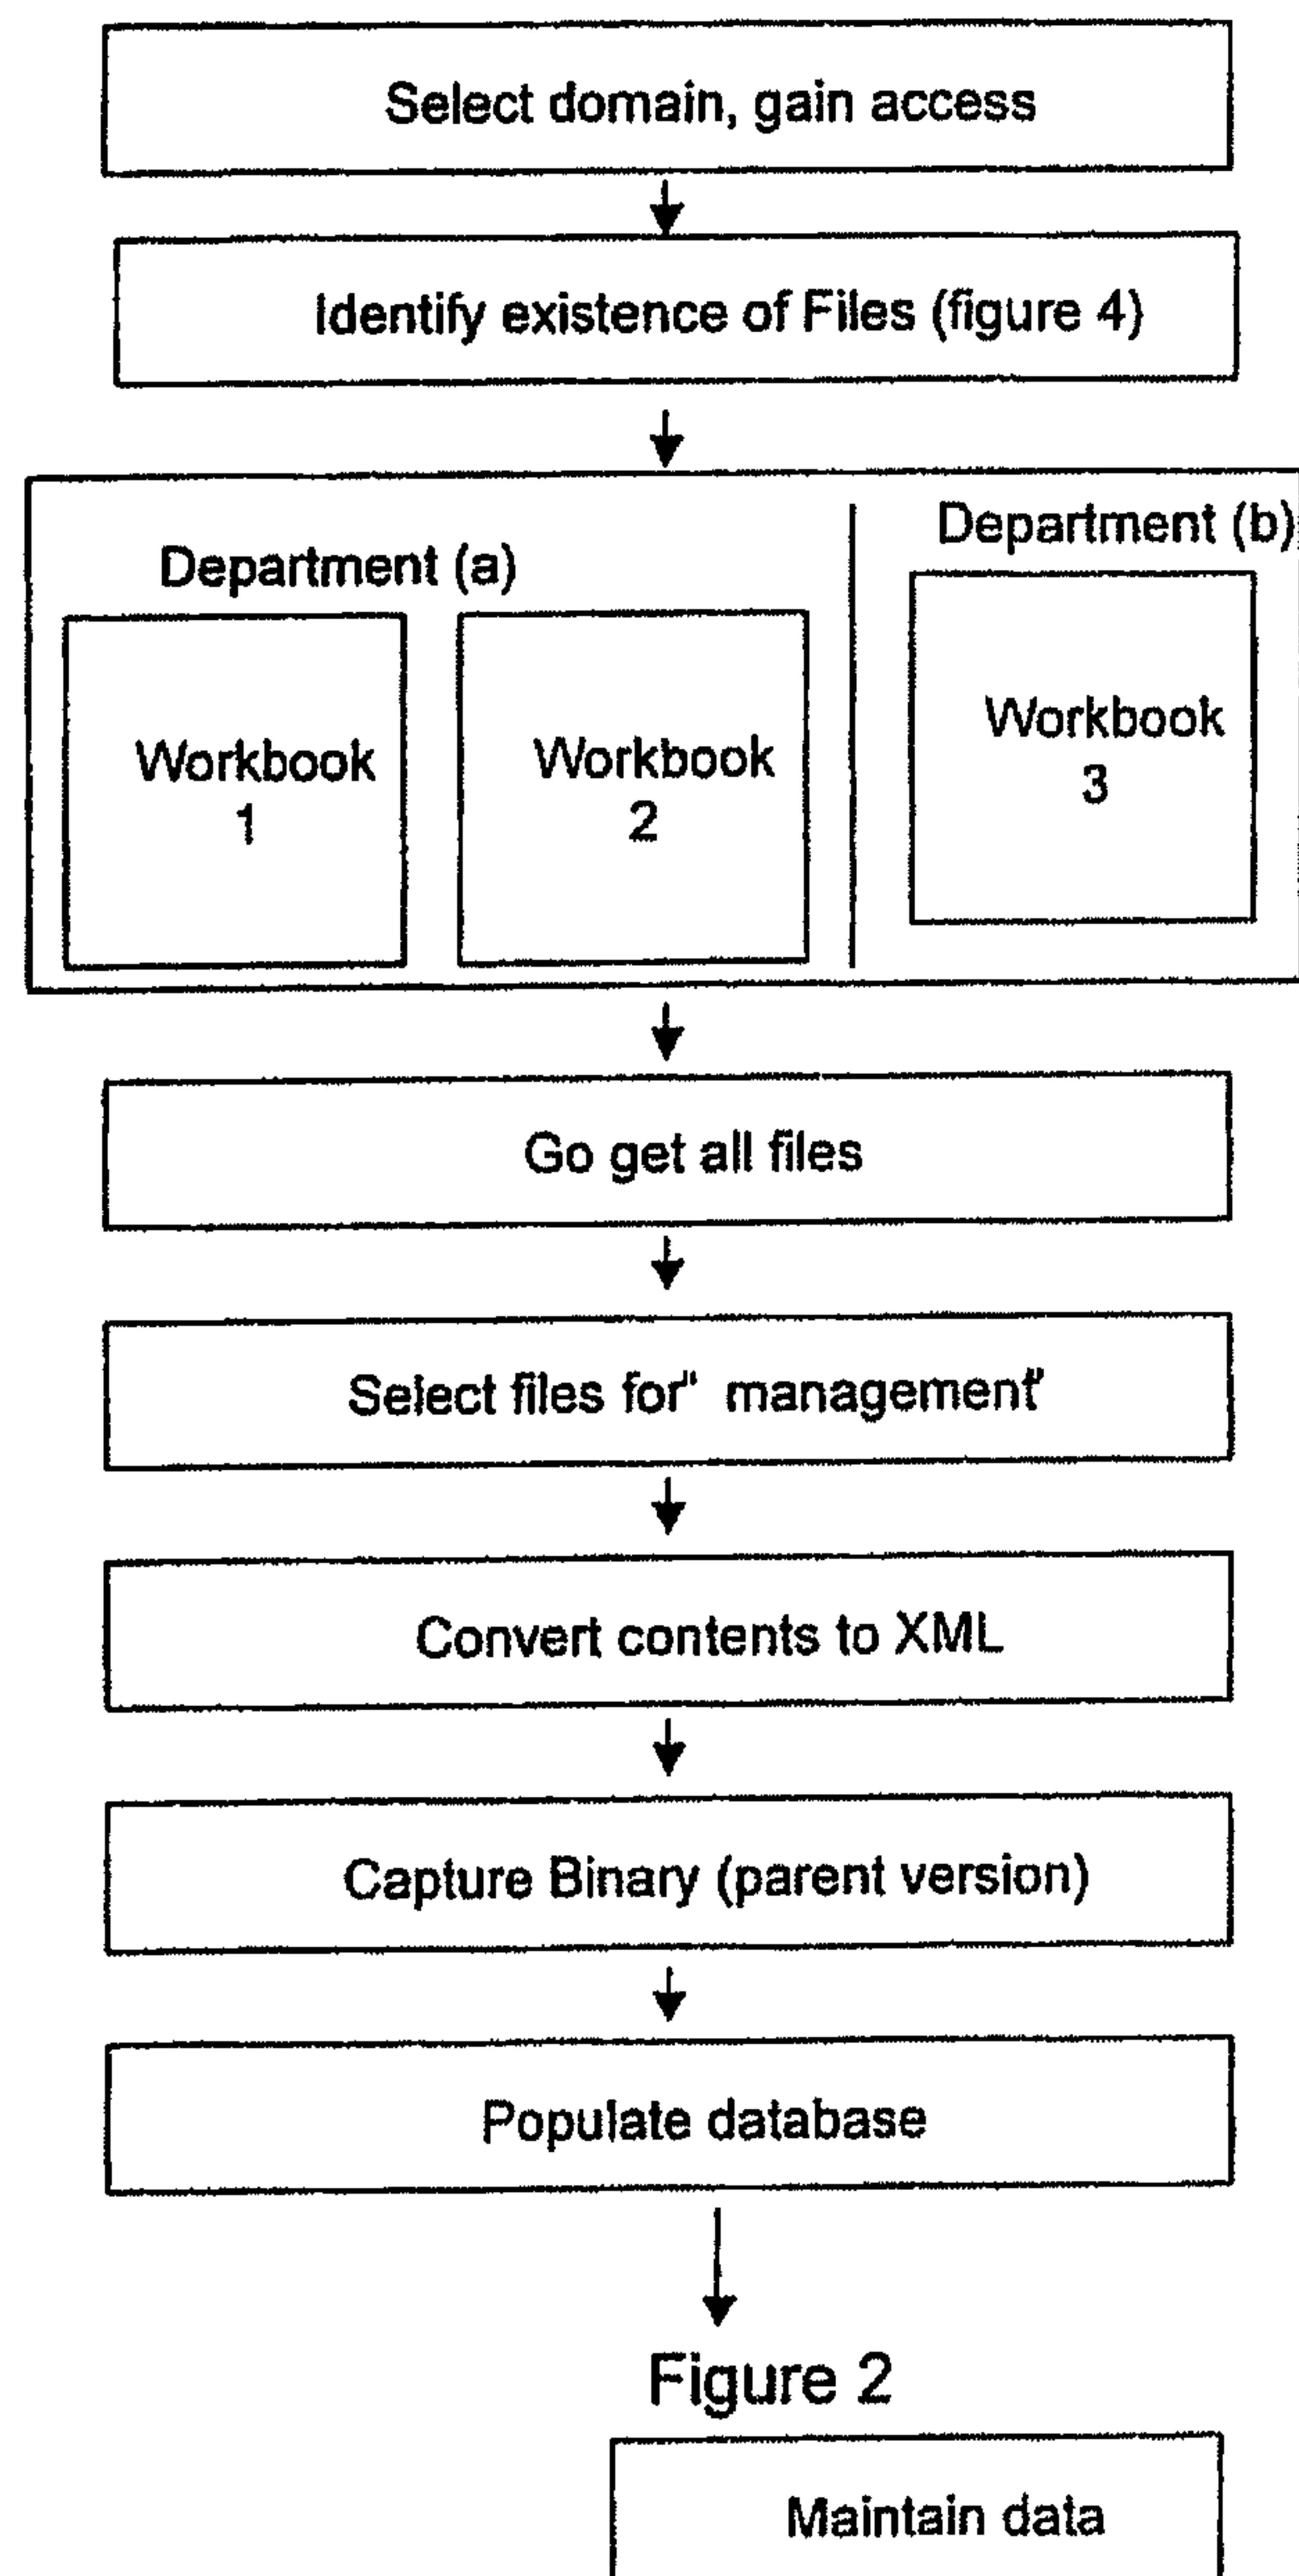 Select domain, gain access
Identify existence of Files (figure 4)
Department (a)
Department (b)
Workbook
1
Workbook
2
Workbook
3
Go get all files
Select files for" management"
Convert contents to XML
Capture Binary (parent version)
Populate database
Figure 2
Maintain data